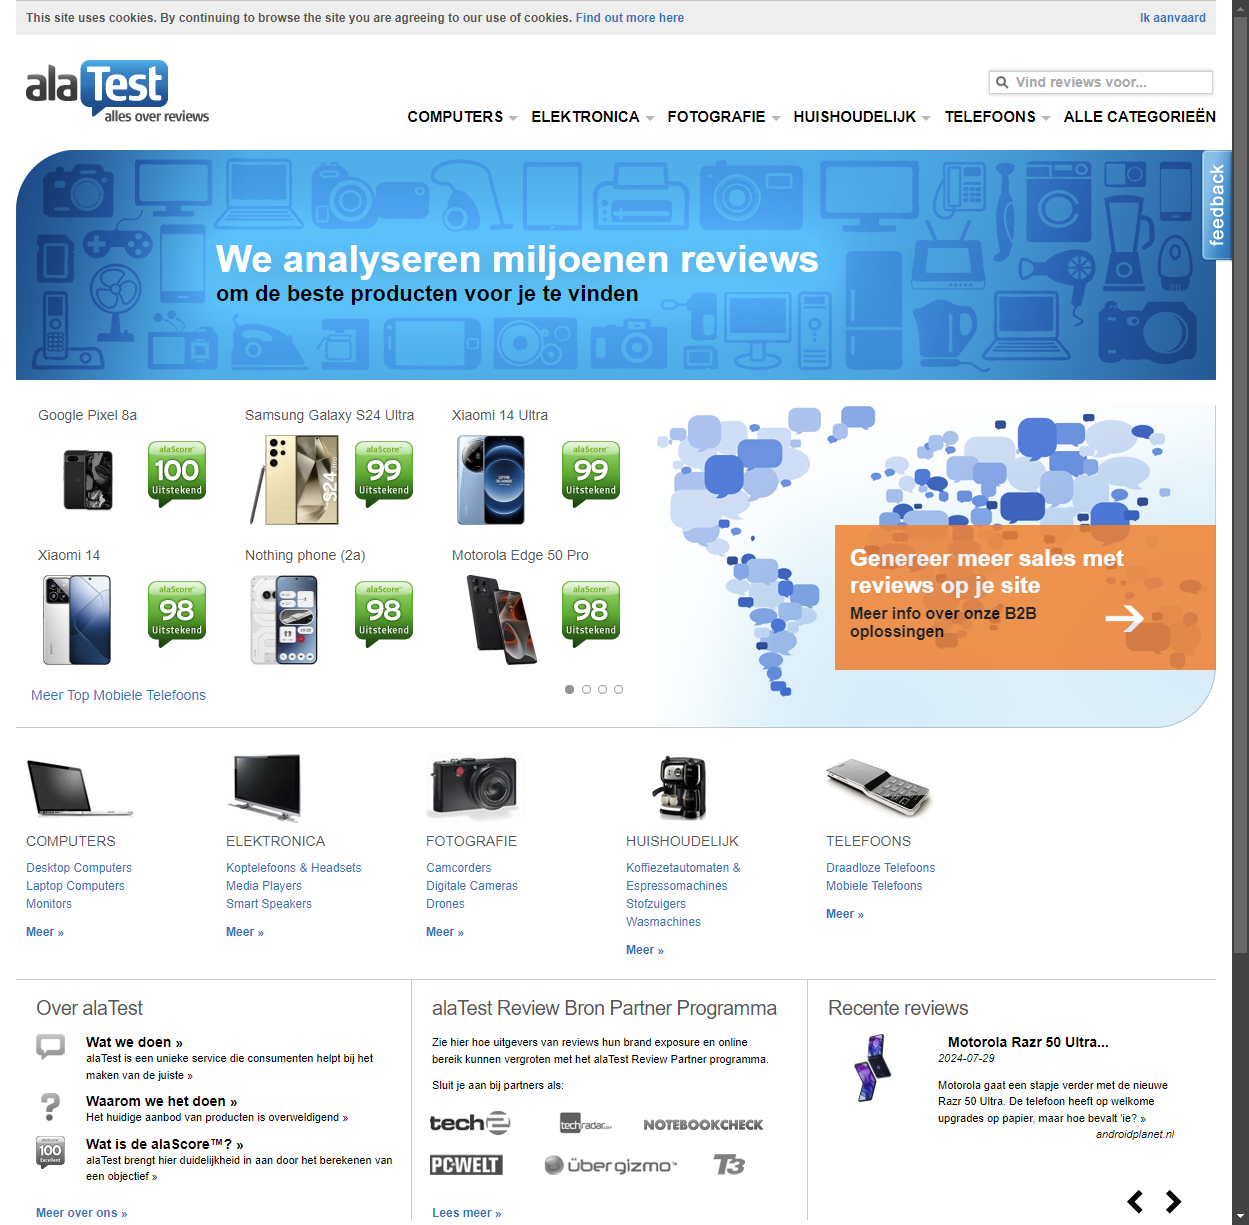 This site uses cookies. By continuing to browse the site you are agreeing to our use of cookies. Find out more here
Ik aanvaard
alaTest
alles over reviews
Vind reviews voor...
COMPUTERS
ELEKTRONICA
FOTOGRAFIE
HUISHOUDELIJK
TELEFOONS
ALLE CATEGORIEËN
feedback
We analyseren miljoenen reviews
om de beste producten voor je te vinden
Google Pixel 8a
alaScore™
100
Uitstekend
Samsung Galaxy S24 Ultra
alaScore™
99
Uitstekend
Xiaomi 14 Ultra
alaScore™
99
Uitstekend
Xiaomi 14
alaScore™
98
Uitstekend
Nothing phone (2a)
alaScore™
98
Uitstekend
Motorola Edge 50 Pro
alaScore™
98
Uitstekend
Meer Top Mobiele Telefoons
Genereer meer sales met
reviews op je site
Meer info over onze B2B
oplossingen
COMPUTERS
Desktop Computers
Laptop Computers
Monitors
Meer »
ELEKTRONICA
Koptelefoons & Headsets
Media Players
Smart Speakers
Meer »
FOTOGRAFIE
Camcorders
Digitale Cameras
Drones
Meer »
HUISHOUDELIJK
Koffiezetautomaten &
Espressomachines
Stofzuigers
Wasmachines
Meer »
TELEFOONS
Draadloze Telefoons
Mobiele Telefoons
Meer »
Over alaTest
Wat we doen »
alaTest is een unieke service die consumenten helpt bij het
maken van de juiste »
Waarom we het doen »
Het huidige aanbod van producten is overweldigend »
100
Wat is de alaScore™? »
alaTest brengt hier duidelijkheid in aan door het berekenen van
een objectief »
Meer over ons »
alaTest Review Bron Partner Programma
Zie hier hoe uitgevers van reviews hun brand exposure en online
bereik kunnen vergroten met het alaTest Review Partner programma.
Sluit je aan bij partners als:
tech2
techradar.com
NOTEBOOKCHECK
PCWELT
übergizmo™
T3
Lees meer »
Recente reviews
Motorola Razr 50 Ultra...
2024-07-29
Motorola gaat een stapje verder met de nieuwe
Razr 50 Ultra. De telefoon heeft op welkome
upgrades op papier, maar hoe bevalt 'ie? »
androidplanet.nl